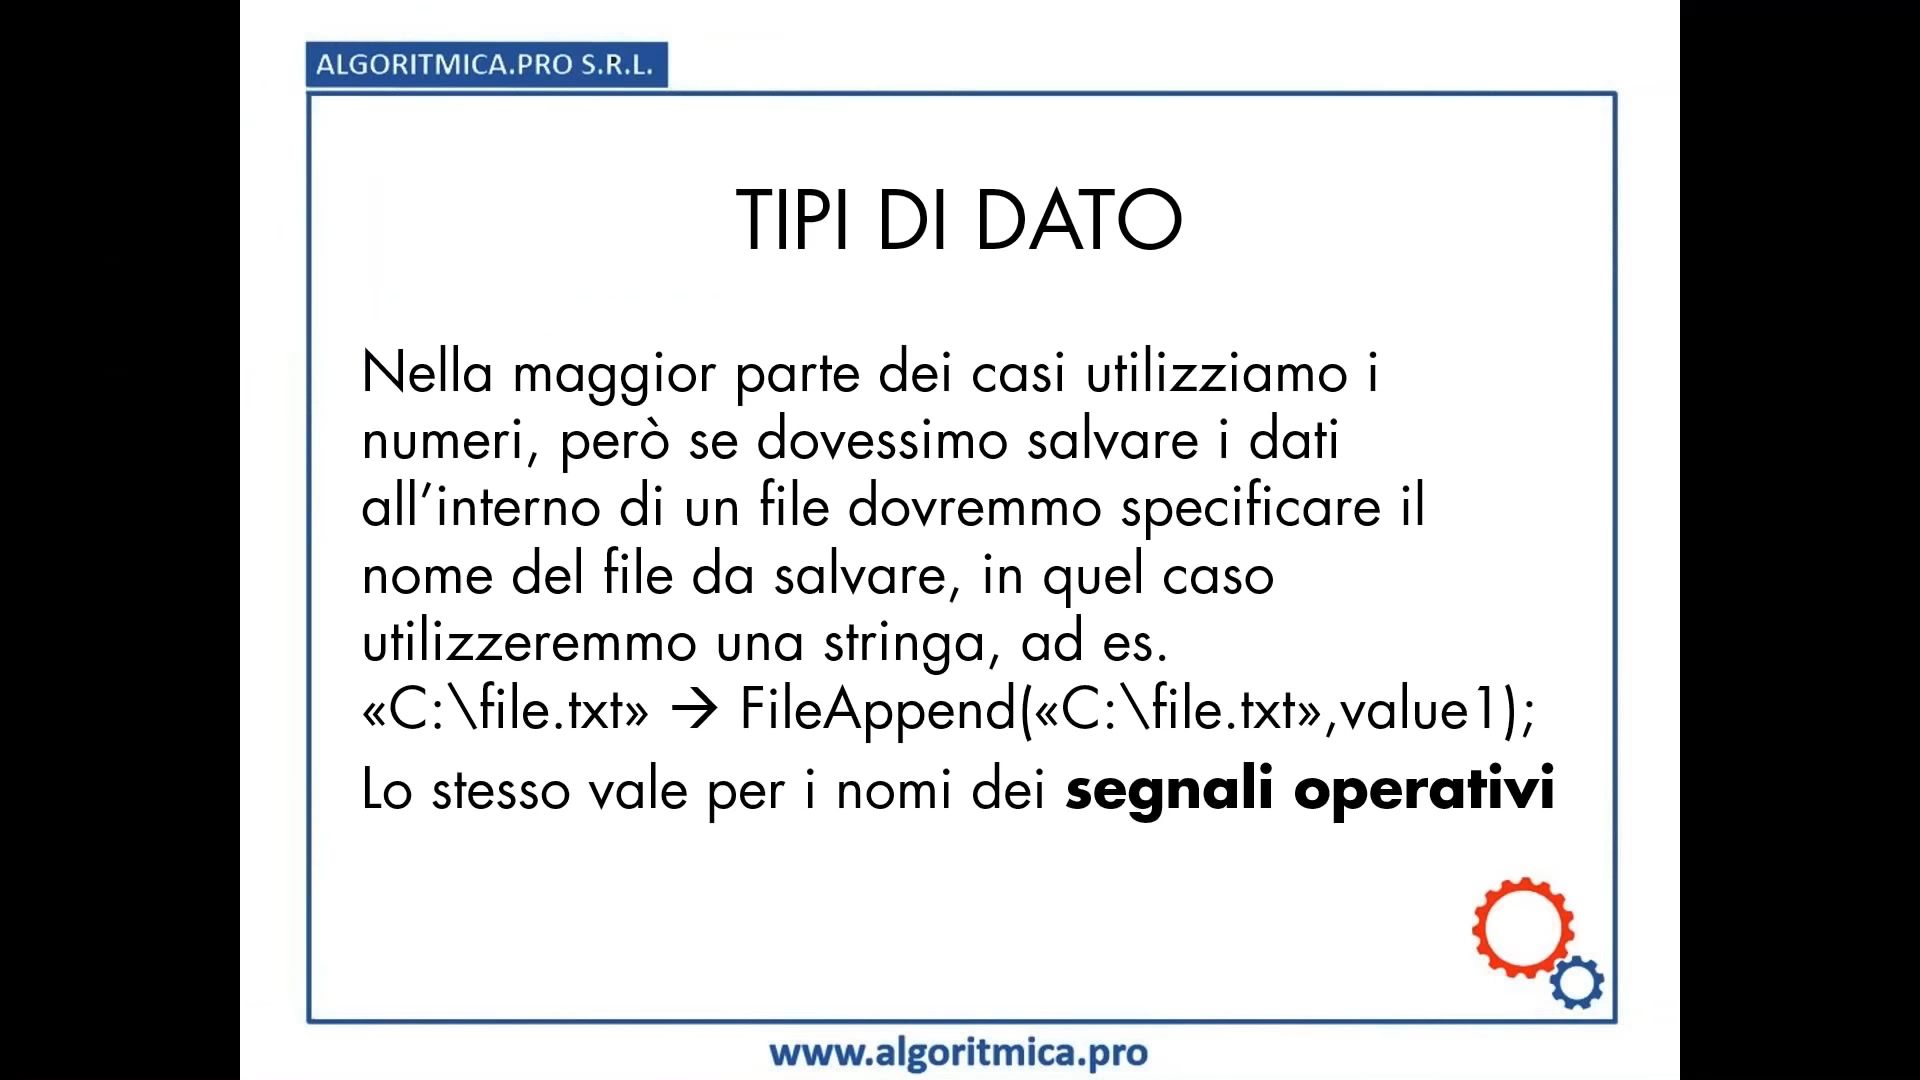 ALGORITMICA.PRO S.R.L.
TIPI DI DATO
Nella maggior parte dei casi utilizziamo i
numeri, però se dovessimo salvare i dati
all’interno di un file dovremmo specificare il
nome del file da salvare, in quel caso
utilizzeremmo una stringa, ad es.
«C:\file.txt» → FileAppend(«C:\file.txt»,value1);
Lo stesso vale per i nomi dei segnali operativi
www.algoritmica.pro